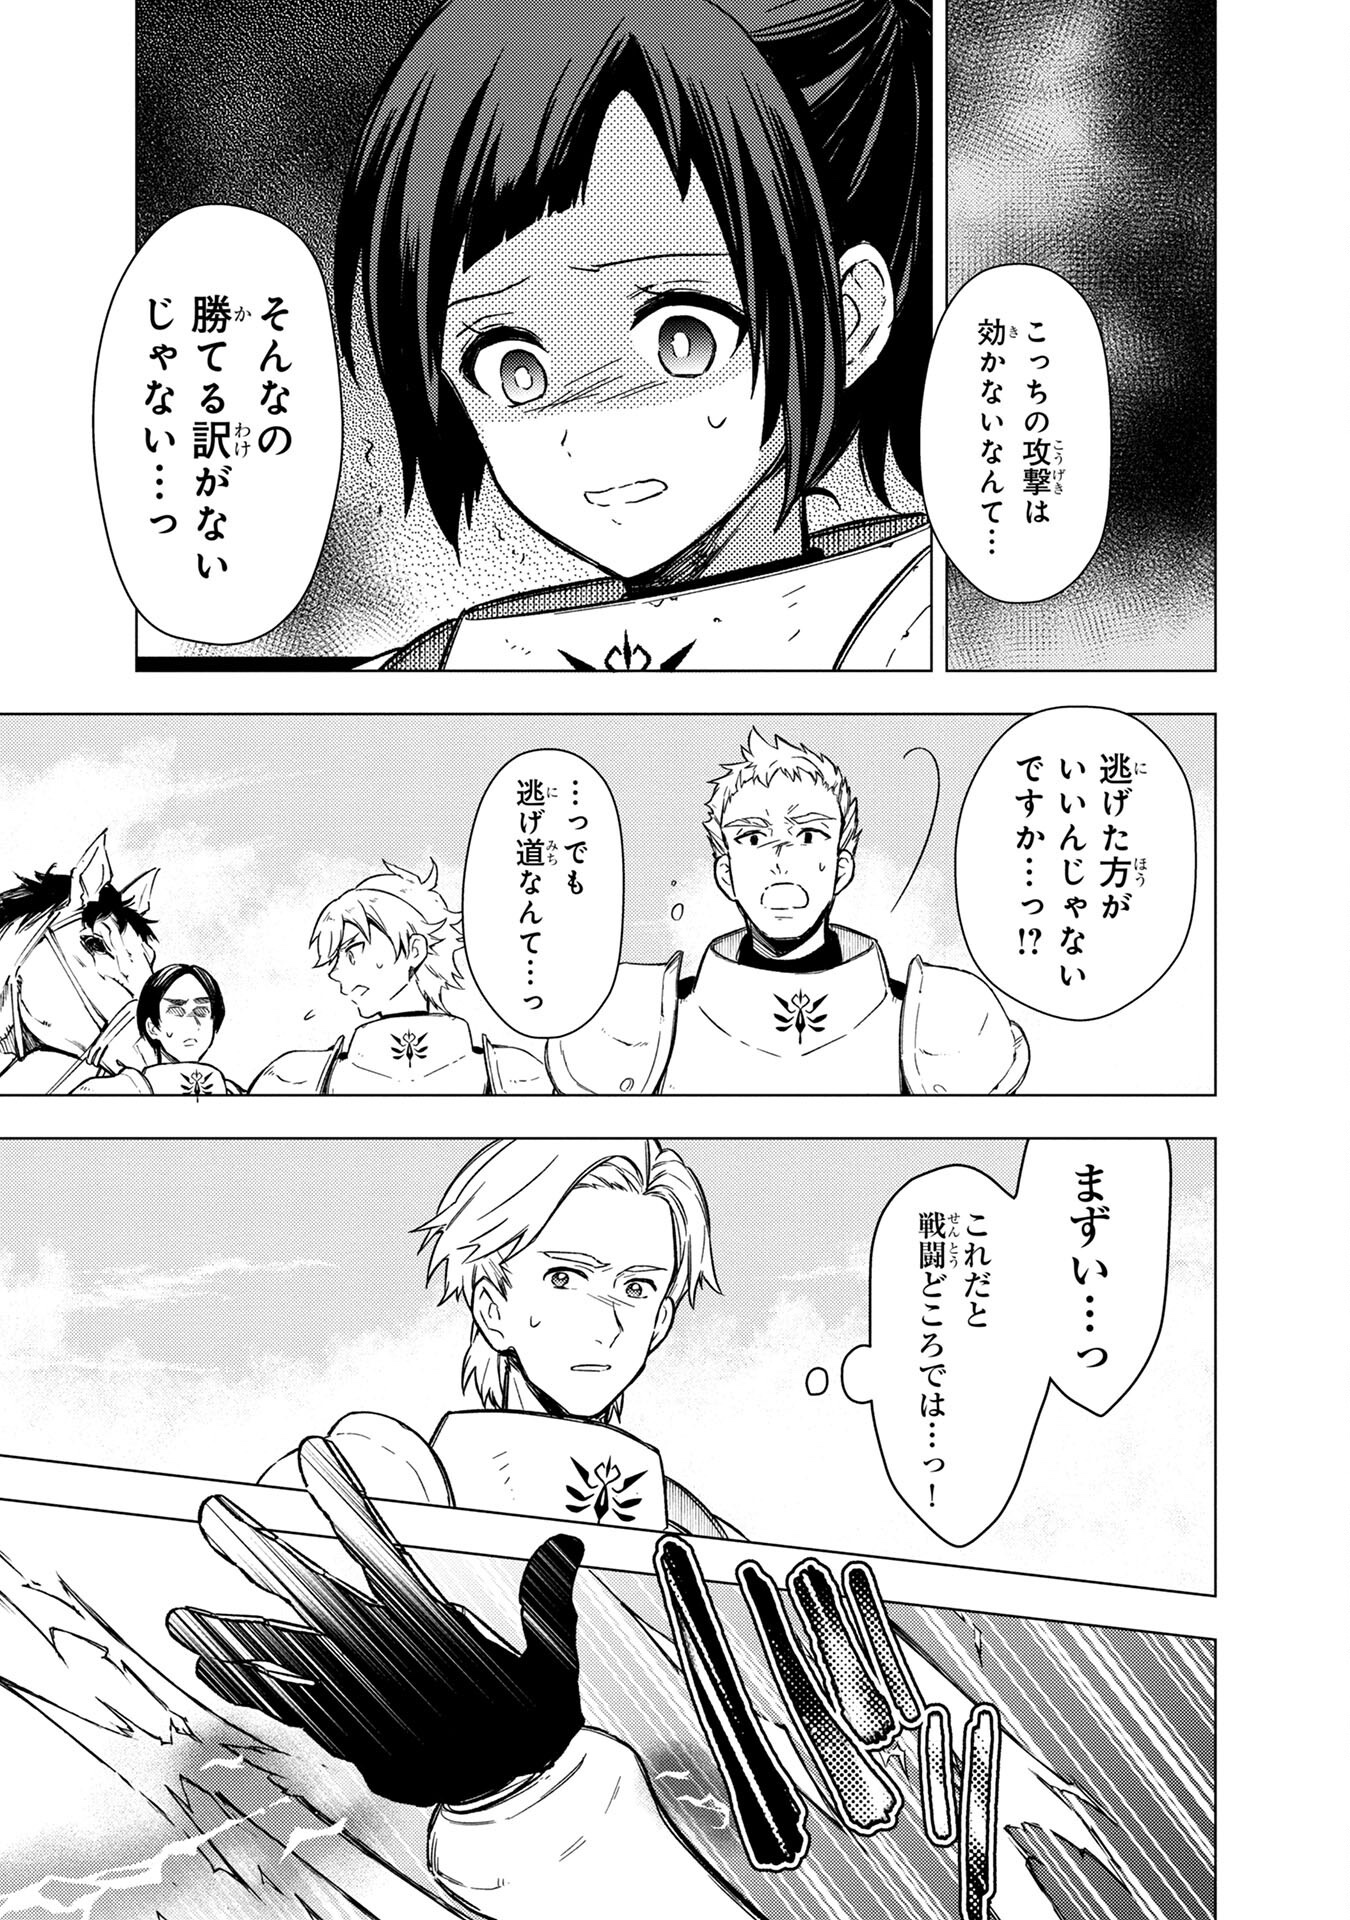 こっちの攻撃は
効かないなんて…
そんなの
勝てる訳がない
じゃない…っ
逃げた方が
いいんじゃない
ですか…っ!?
…っでも
逃げ道なんて…っ
まずい…っ
これだと
戦闘どころでは…っ!